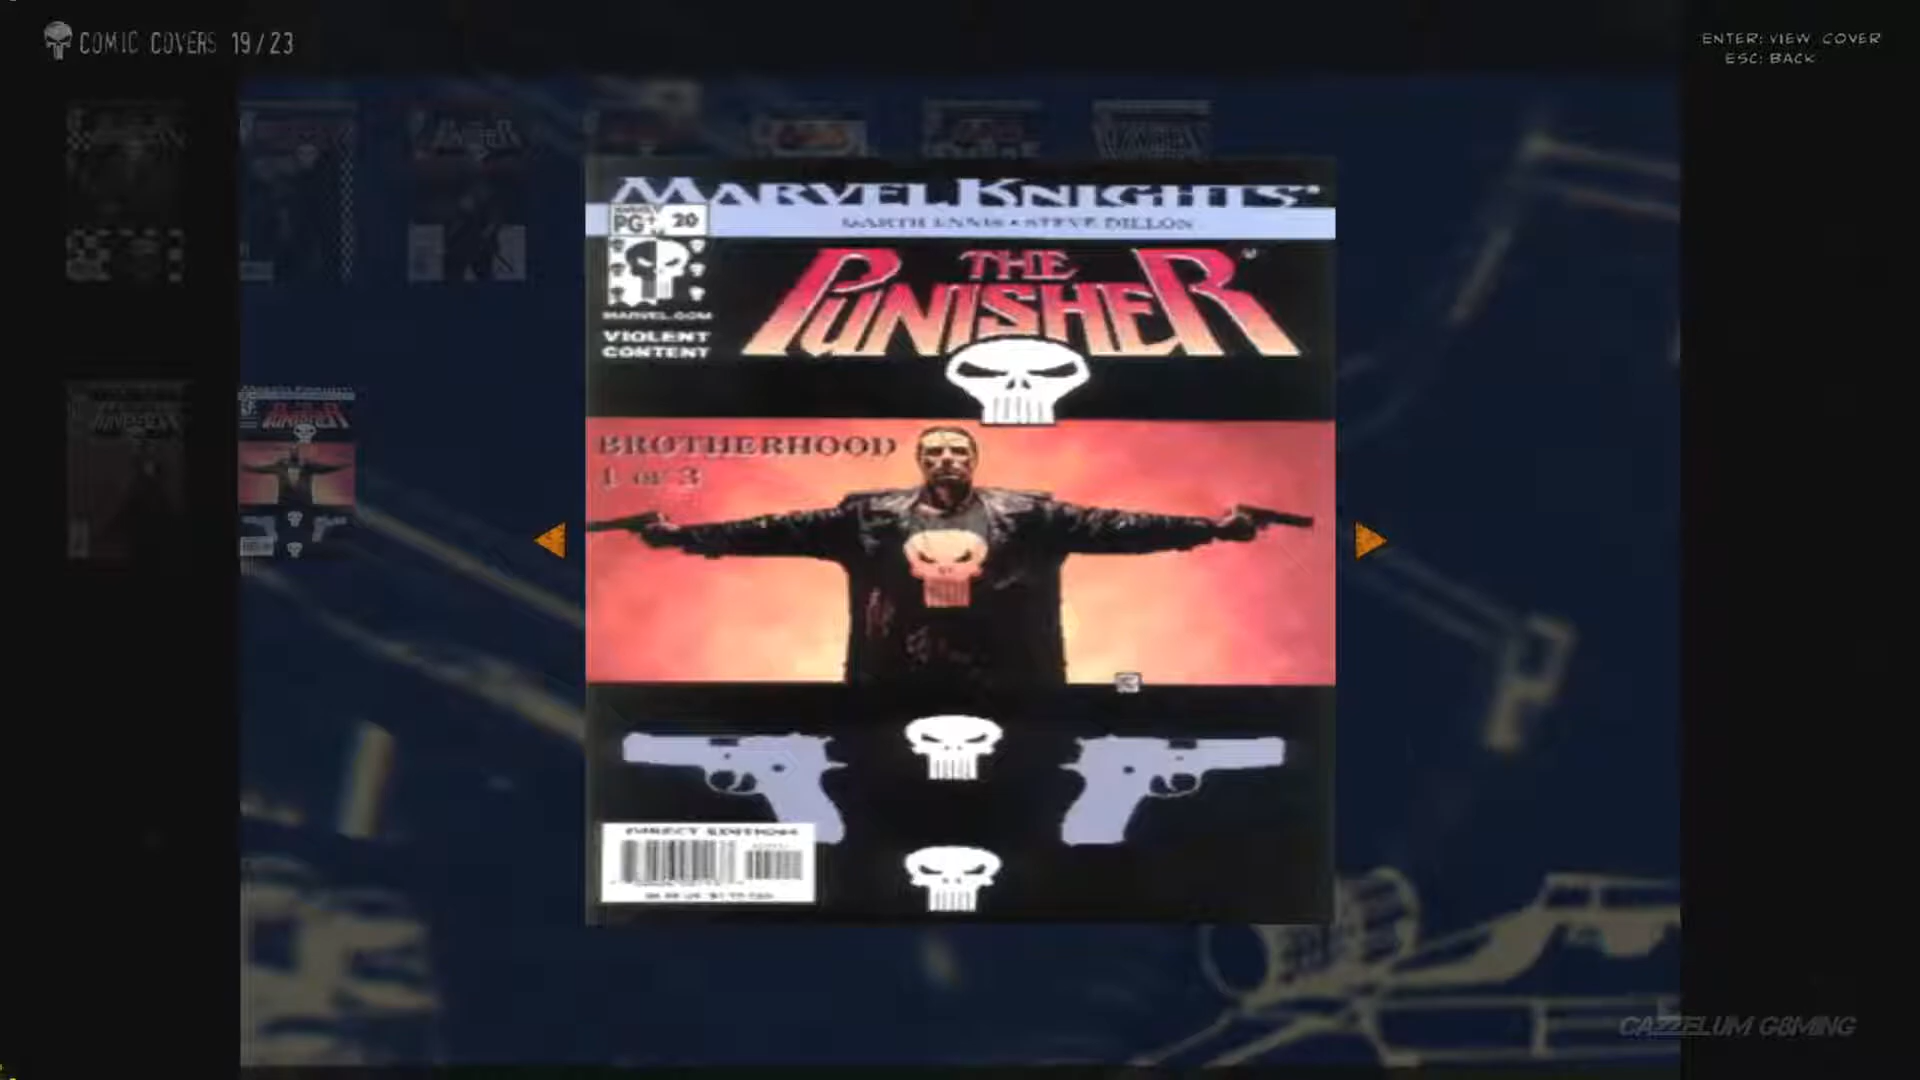 COMIC COVERS 19/23
ENTER: VIEW COVER
ESC: BACK
MARVEL KNIGHTS
GARTH ENNIS • STEVE DILLON
PG+ 20
THE
PUNISHER
MARVEL.COM
VIOLENT
CONTENT
BROTHERHOOD
1 OF 3
DIRECT EDITION
CAZZELUM G8MING